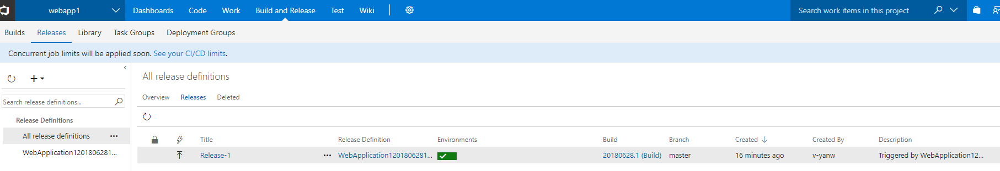 webapp1 Dashboards Code Work Build and Release Test Wiki Search work items in this project
Builds Releases Library Task Groups Deployment Groups
Concurrent job limits will be applied soon. See your CI/CD limits.
All release definitions
Search release definitions...
Overview Releases Deleted
Release Definitions
All release definitions ...
WebApplication1201806281...
Title Release Definition Environments Build Branch Created Created By Description
Release-1 ... WebApplication1201806281... 20180628.1 (Build) master 16 minutes ago v-yanw Triggered by WebApplication12...